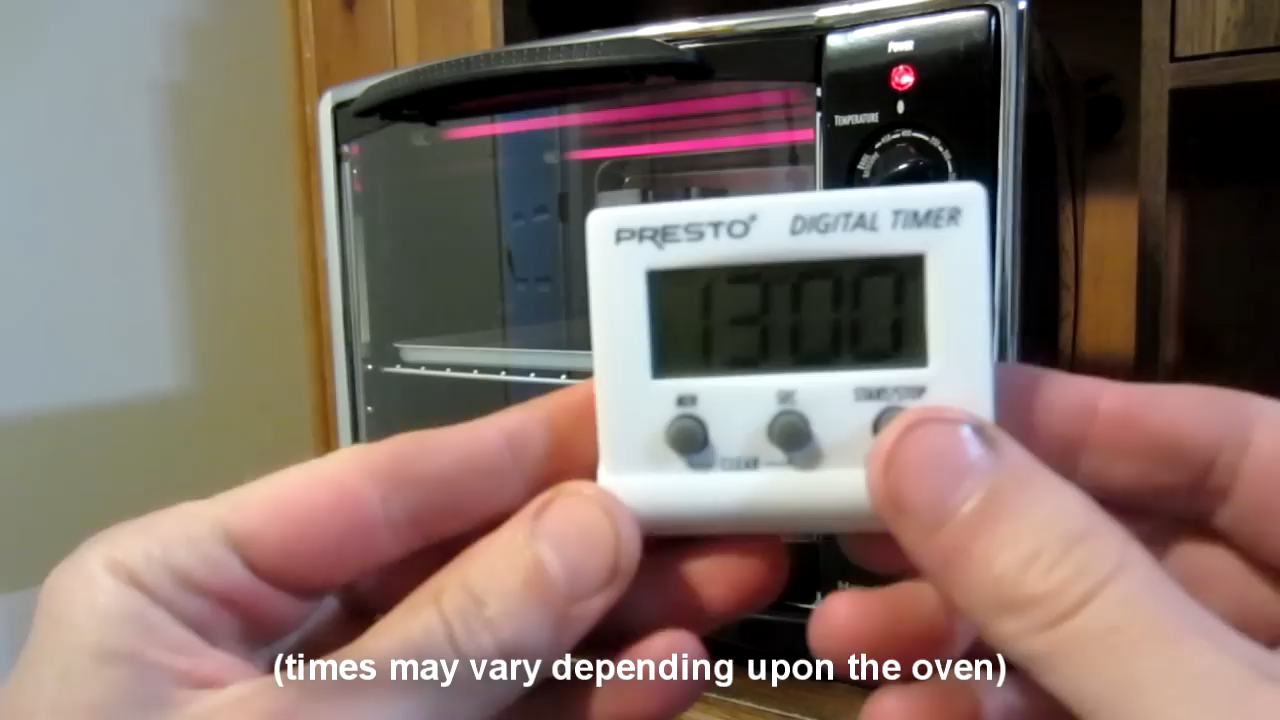 POWER
TEMPERATURE
PRESTO DIGITAL TIMER
13:00
MIN SEC START/STOP
CLEAR
(times may vary depending upon the oven)